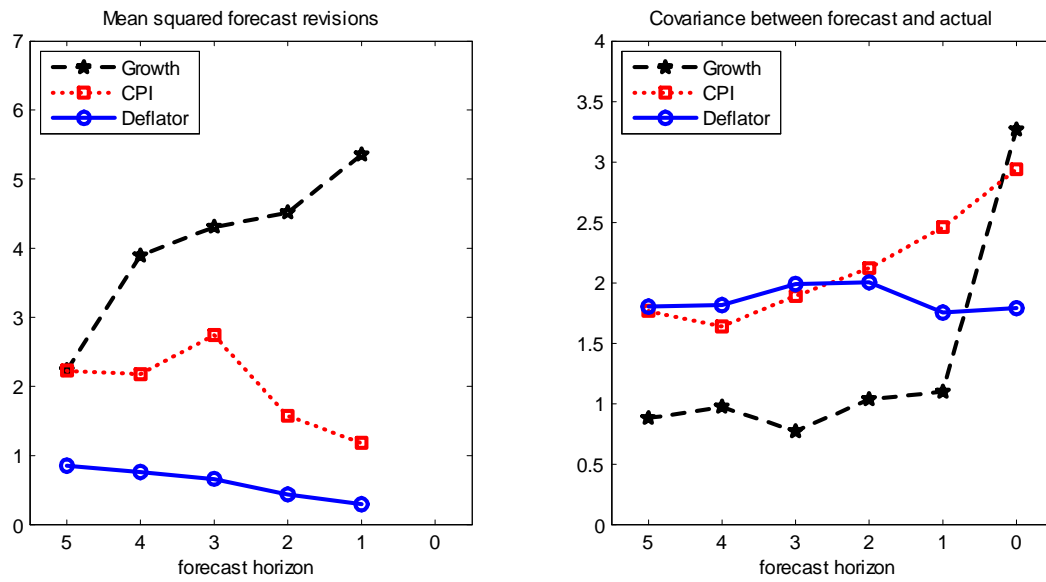 Mean squared forecast revisions
7
6
5
4
3
2
1
0
Growth
CPI
Deflator
5 4 3 2 1 0
forecast horizon
Covariance between forecast and actual
4
3.5
3
2.5
2
1.5
1
0.5
0
Growth
CPI
Deflator
5 4 3 2 1 0
forecast horizon